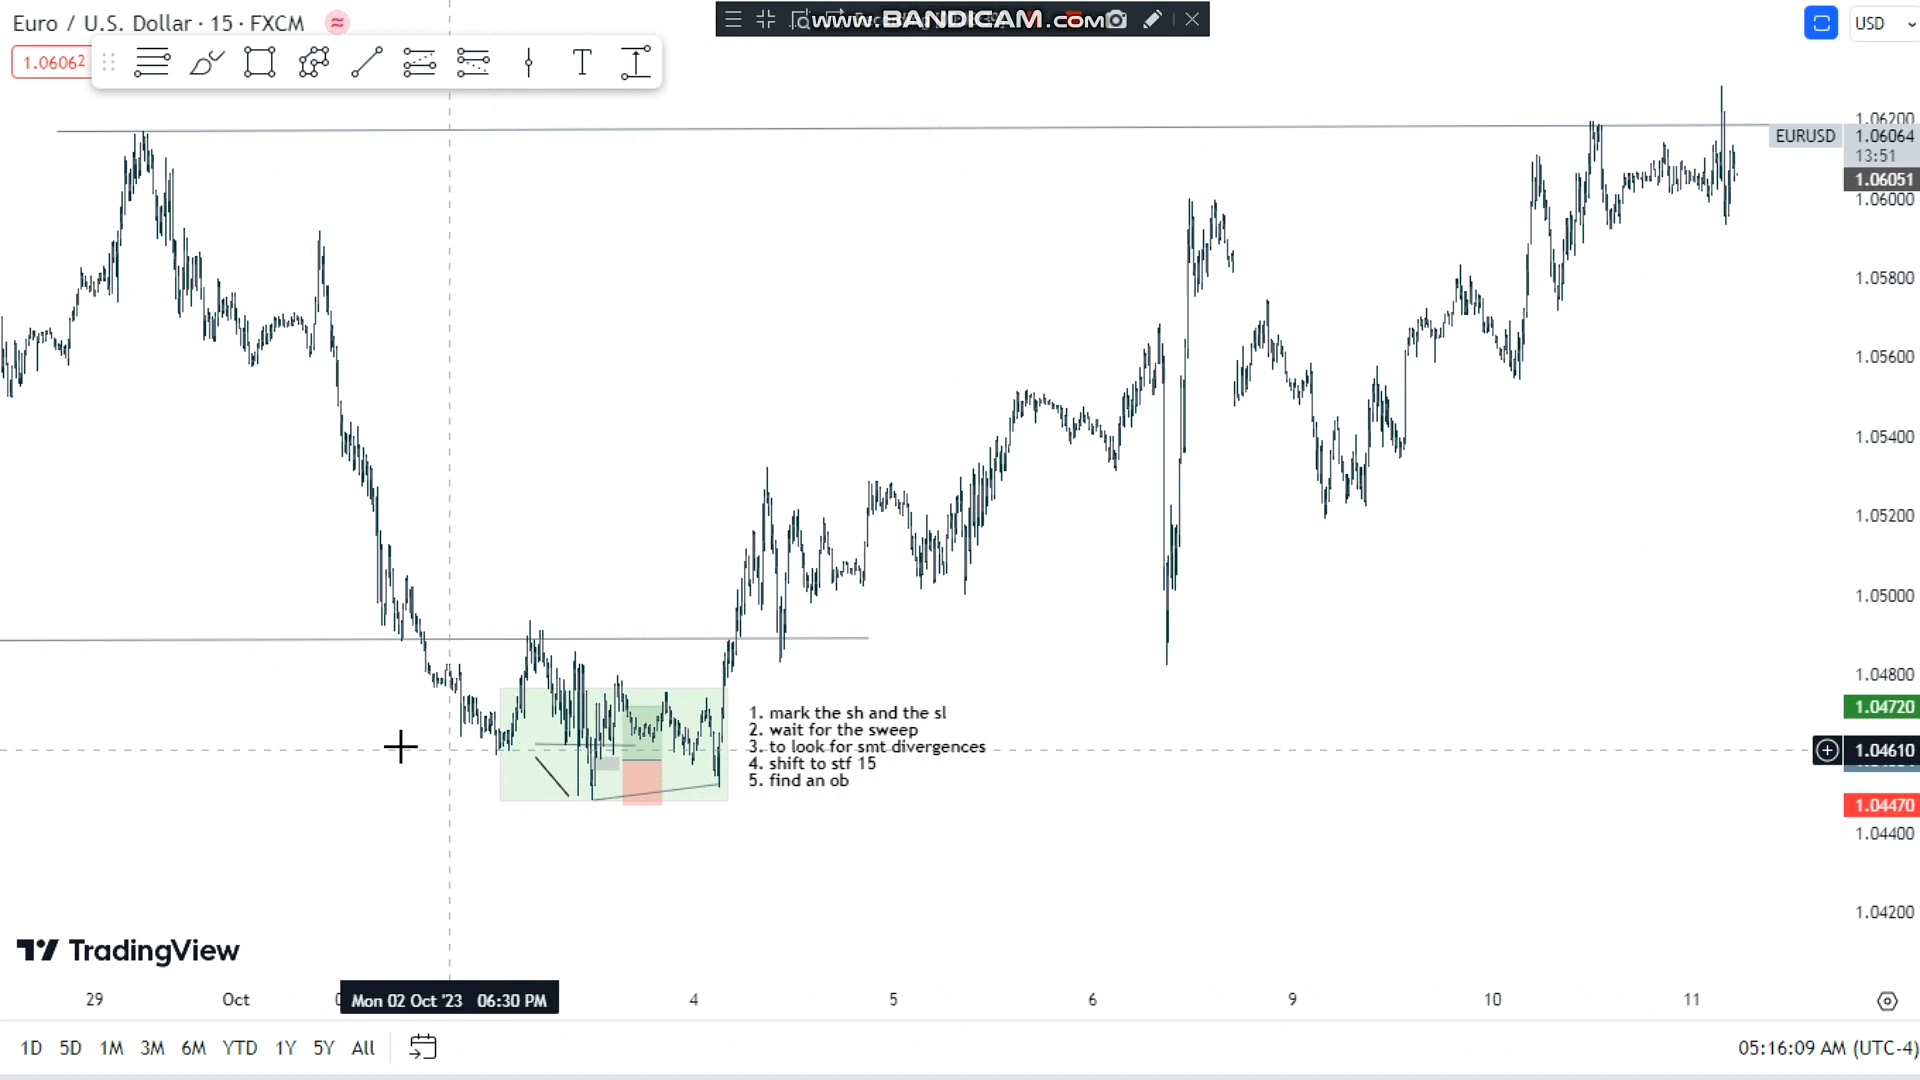 Euro / U.S. Dollar · 15 · FXCM
www.BANDICAM.com
USD
1.06062
1.06200
EURUSD 1.06064
13:51
1.06051
1.06000
1.05800
1.05600
1.05400
1.05200
1.05000
1.04800
1.04720
1. mark the sh and the sl
2. wait for the sweep
3. to look for smt divergences
4. shift to stf 15
5. find an ob
1.04610
1.04470
1.04400
1.04200
TradingView
29 Oct Mon 02 Oct '23 06:30 PM 4 5 6 9 10 11
1D 5D 1M 3M 6M YTD 1Y 5Y All
05:16:09 AM (UTC-4)